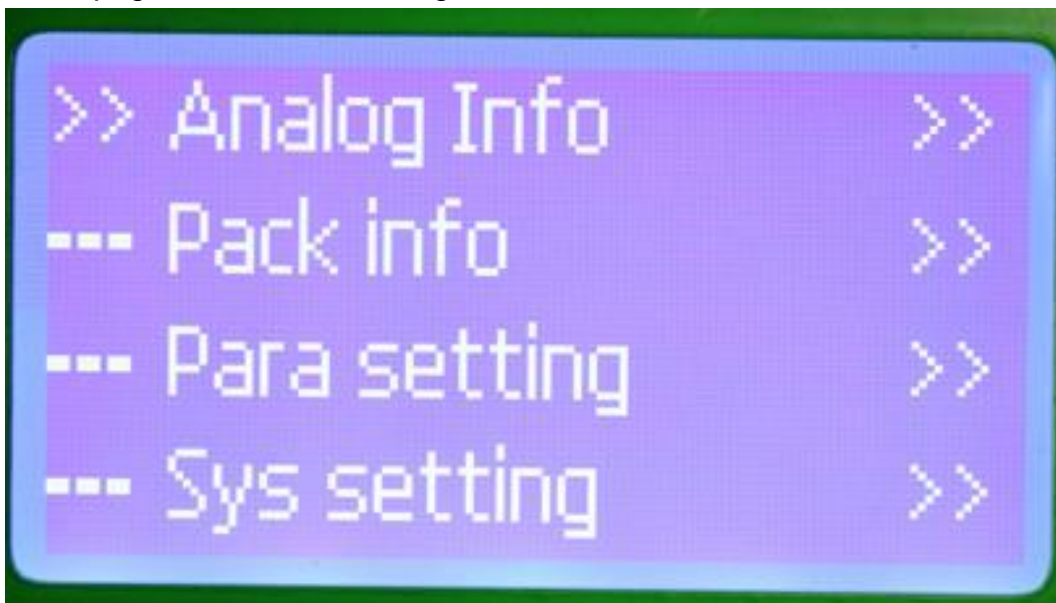 >> Analog Info >>
--- Pack info >>
--- Para setting >>
--- Sys setting >>